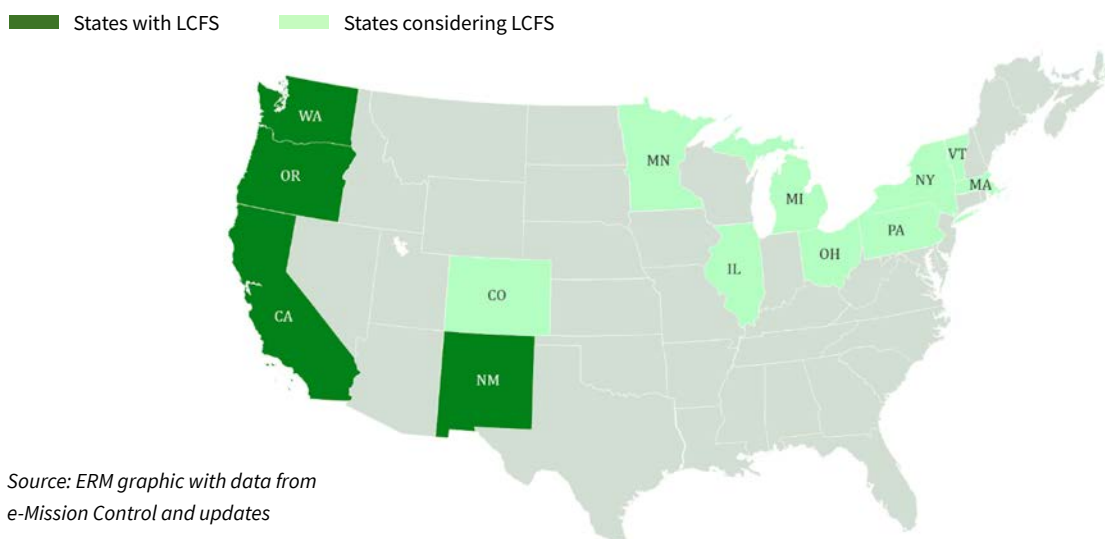 States with LCFS
States considering LCFS
WA
OR
CA
NM
CO
MN
IL
MI
OH
PA
NY
VT
MA
Source: ERM graphic with data from
e-Mission Control and updates